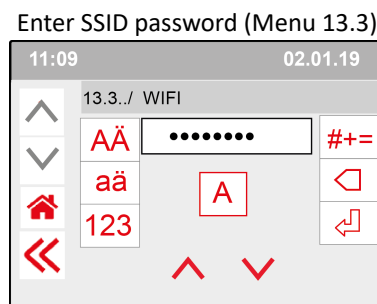 Enter SSID password (Menu 13.3)
11:09 02.01.19
13.3../ WIFI
AÄ •••••••• #+=
aä A
123